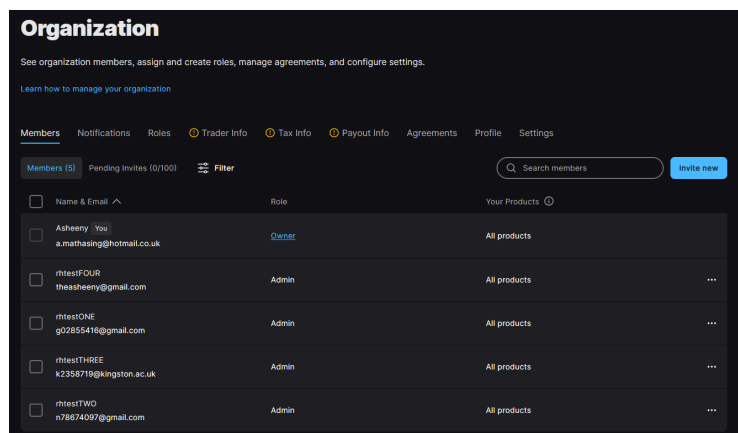 Organization
See organization members, assign and create roles, manage agreements, and configure settings.
Learn how to manage your organization
Members Notifications Roles Trader Info Tax Info Payout Info Agreements Profile Settings
Members (5) Pending Invites (0/100) Filter Search members Invite new
Name & Email Role Your Products
Asheeny You
a.mathasing@hotmail.co.uk
Owner All products
rhtestFOUR
theasheeny@gmail.com
Admin All products
rhtestONE
g02855416@gmail.com
Admin All products
rhtestTHREE
k2358719@kingston.ac.uk
Admin All products
rhtestTWO
n78674097@gmail.com
Admin All products